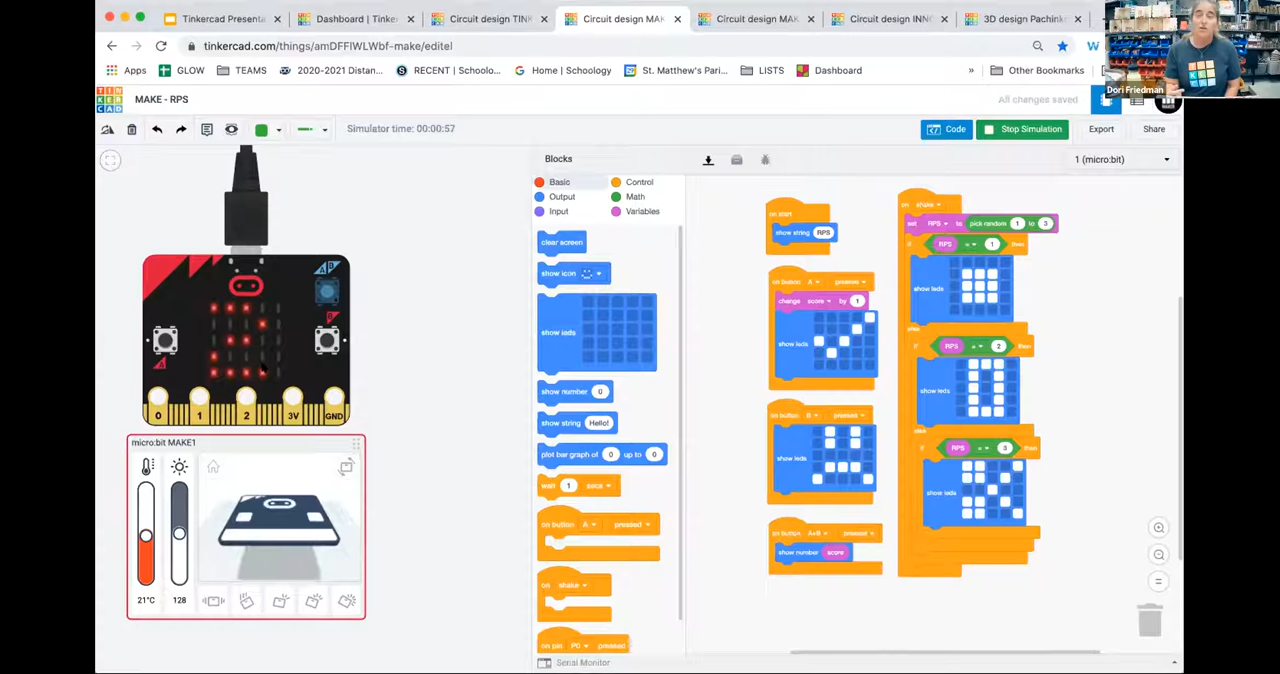 Tinkercad Presenta
Dashboard | Tinker
Circuit design TIN
Circuit design MAK
Circuit design MAK
Circuit design INN
3D design Pachink
tinkercad.com/things/amDFFlWLWbf-make/editel
W
Apps
GLOW
TEAMS
2020-2021 Distan...
RECENT | Schoolo...
Home | Schoology
St. Matthew's Pari...
LISTS
Dashboard
»
Other Bookmarks
Dori Friedman
TIN
KER
CAD
MAKE - RPS
All changes saved
Simulator time: 00:00:57
Code
Stop Simulation
Export
Share
Blocks
1 (micro:bit)
Basic
Control
Output
Math
Input
Variables
clear screen
show icon
show leds
show number 0
show string Hello!
plot bar graph of 0 up to 0
wait 1 secs
on button A pressed
on shake
on pin P0 pressed
Serial Monitor
on start
show string RPS
on button A pressed
change score by 1
show leds
on button B pressed
show leds
on button A+B pressed
show number score
on shake
set RPS to pick random 1 to 3
if RPS = 1 then
show leds
else
if RPS = 2 then
show leds
else
if RPS = 3 then
show leds
A
B
0 1 2 3V GND
micro:bit MAKE1
21°C
128